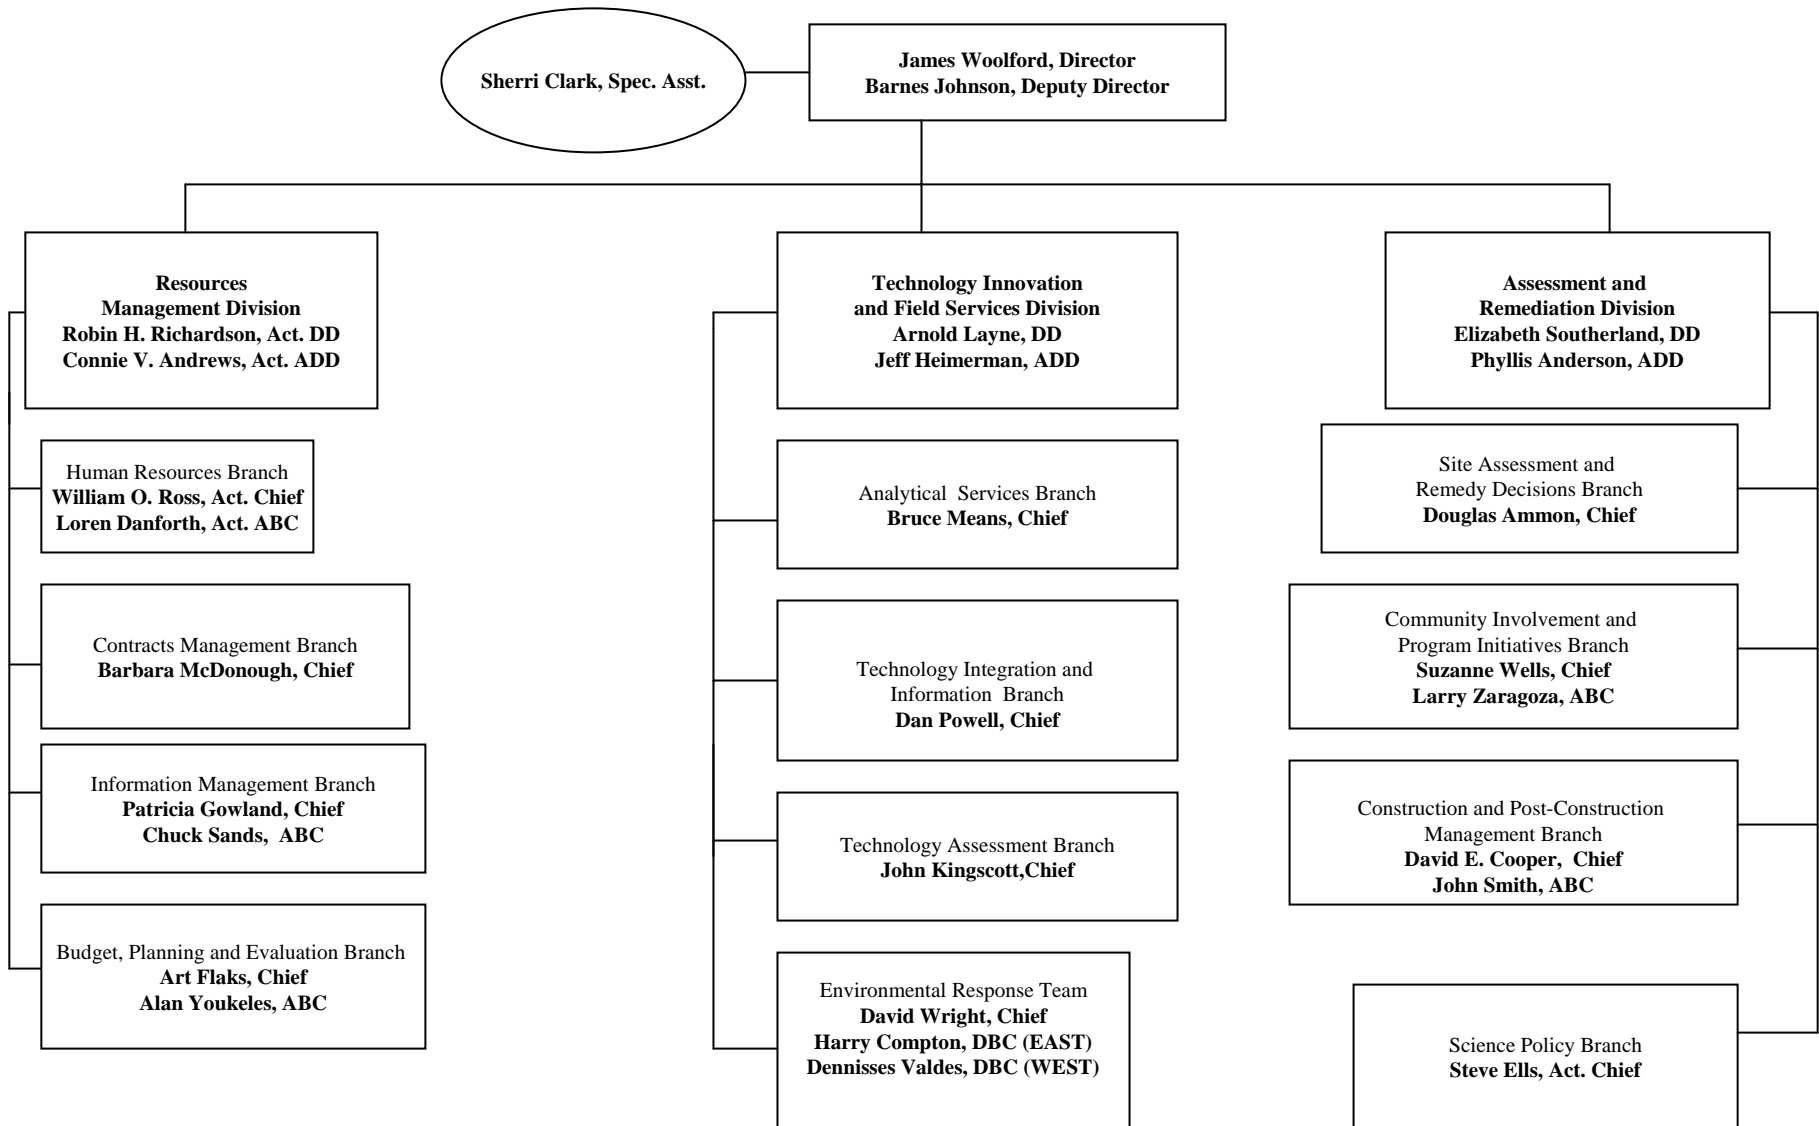 Sherri Clark, Spec. Asst.
James Woolford, Director
Barnes Johnson, Deputy Director
Resources
Management Division
Robin H. Richardson, Act. DD
Connie V. Andrews, Act. ADD
Human Resources Branch
William O. Ross, Act. Chief
Loren Danforth, Act. ABC
Contracts Management Branch
Barbara McDonough, Chief
Information Management Branch
Patricia Gowland, Chief
Chuck Sands,  ABC
Budget, Planning and Evaluation Branch
Art Flaks, Chief
Alan Youkeles, ABC
Technology Innovation
and Field Services Division
Arnold Layne, DD
Jeff Heimerman, ADD
Analytical  Services Branch
Bruce Means, Chief
Technology Integration and
Information  Branch
Dan Powell, Chief
Technology Assessment Branch
John Kingscott,Chief
Environmental Response Team
David Wright, Chief
Harry Compton, DBC (EAST)
Dennisses Valdes, DBC (WEST)
Assessment and
Remediation Division
Elizabeth Southerland, DD
Phyllis Anderson, ADD
Site Assessment and
Remedy Decisions Branch
Douglas Ammon, Chief
Community Involvement and
Program Initiatives Branch
Suzanne Wells, Chief
Larry Zaragoza, ABC
Construction and Post-Construction
Management Branch
David E. Cooper,  Chief
John Smith, ABC
Science Policy Branch
Steve Ells, Act. Chief